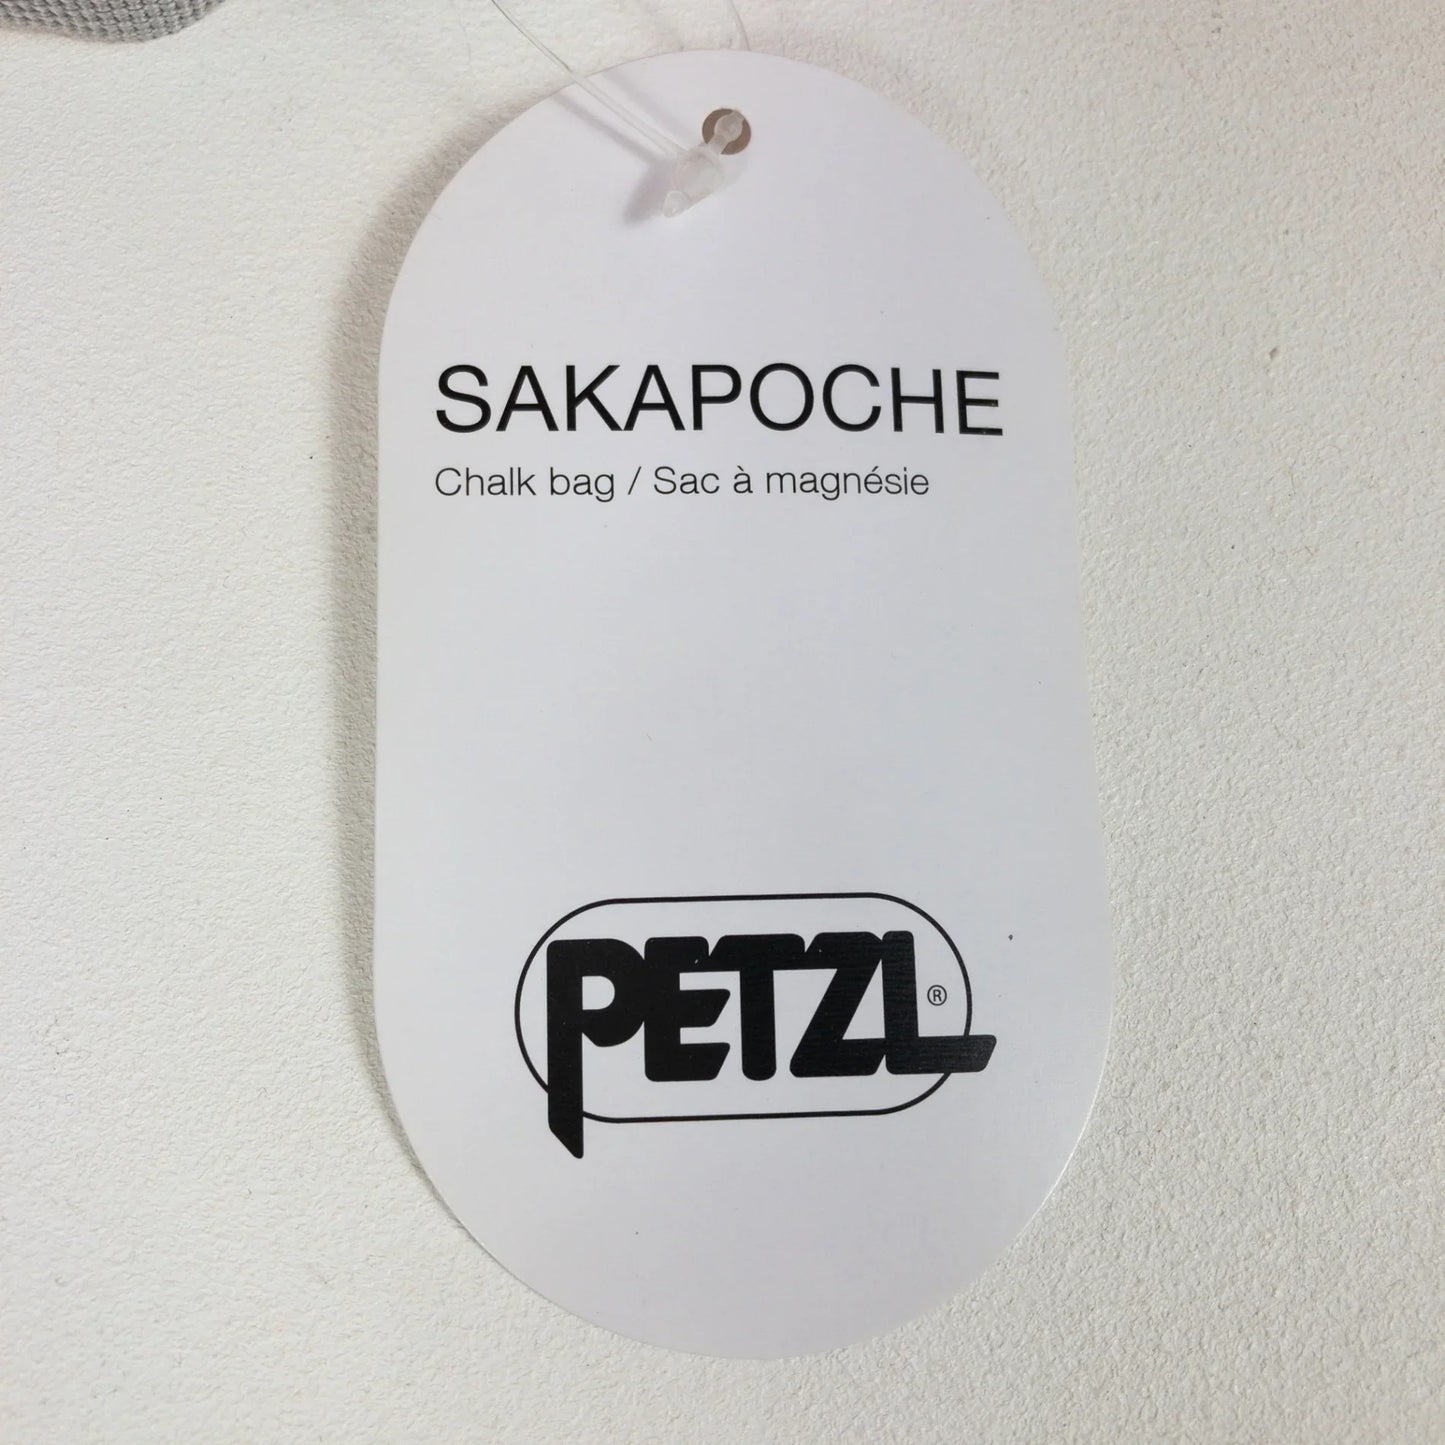 SAKAPOCHE
Chalk bag / Sac à magnésie
PETZL®